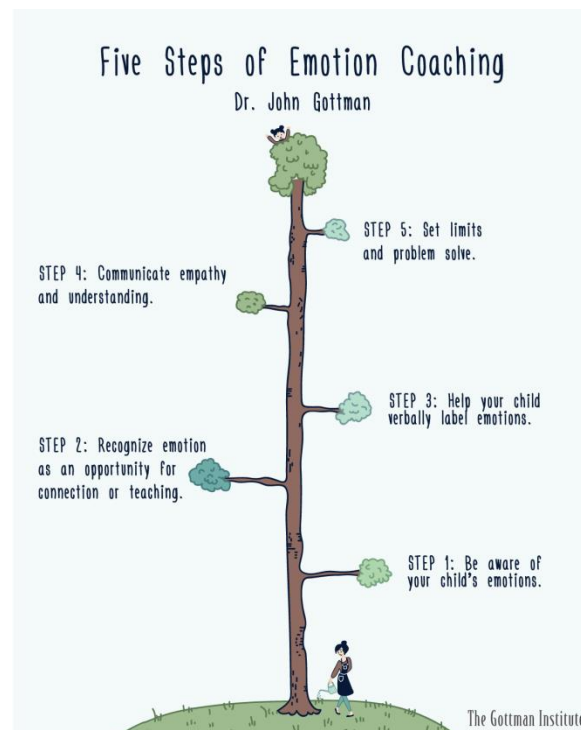 Five Steps of Emotion Coaching
Dr. John Gottman
STEP 5: Set limits
and problem solve.
STEP 4: Communicate empathy
and understanding.
STEP 3: Help your child
verbally label emotions.
STEP 2: Recognize emotion
as an opportunity for
connection or teaching.
STEP 1: Be aware of
your child's emotions.
The Gottman Institute